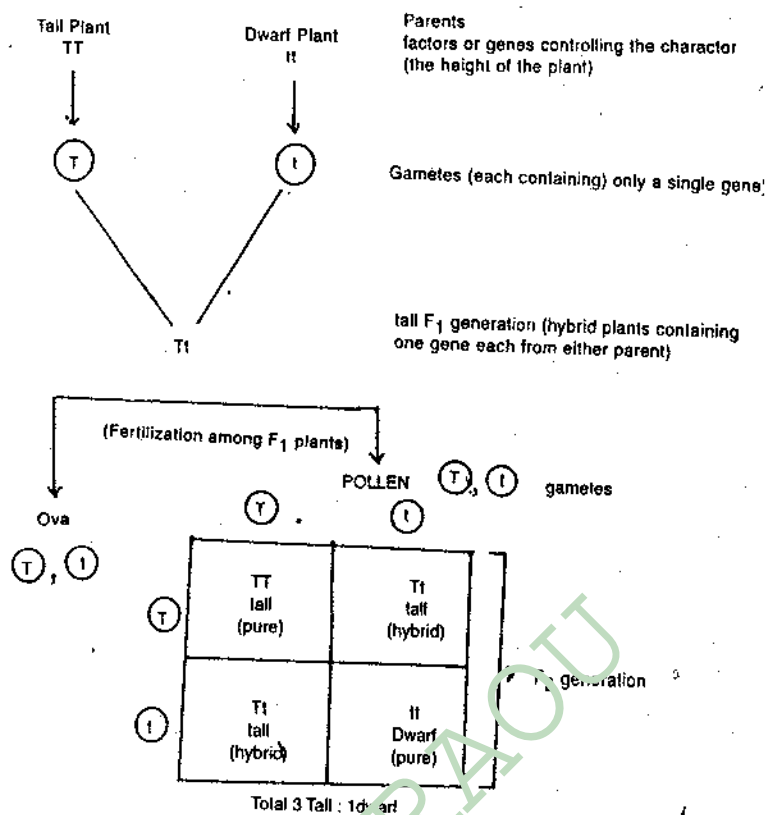 Tall Plant
TT
Dwarf Plant
tt
Parents
factors or genes controlling the charactor
(the height of the plant)
T
t
Gametes (each containing) only a single gene)
Tt
tall F1 generation (hybrid plants containing
one gene each from either parent)
(Fertilization among F1 plants)
POLLEN T, t gametes
Ova
T, t
T t
T
TT
tall
(pure)
Tt
tall
(hybrid)
generation
t
Tt
tall
(hybrid)
tt
Dwarf
(pure)
Total 3 Tall : 1dwarf
RAOU